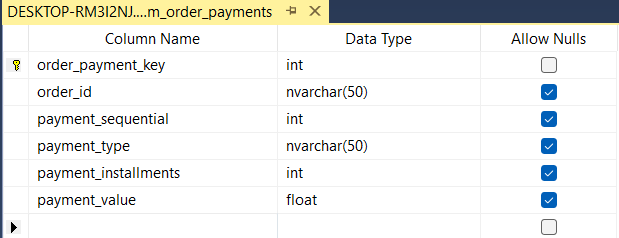 DESKTOP-RM3I2NJ....m_order_payments
Column Name Data Type Allow Nulls
order_payment_key int
order_id nvarchar(50)
payment_sequential int
payment_type nvarchar(50)
payment_installments int
payment_value float